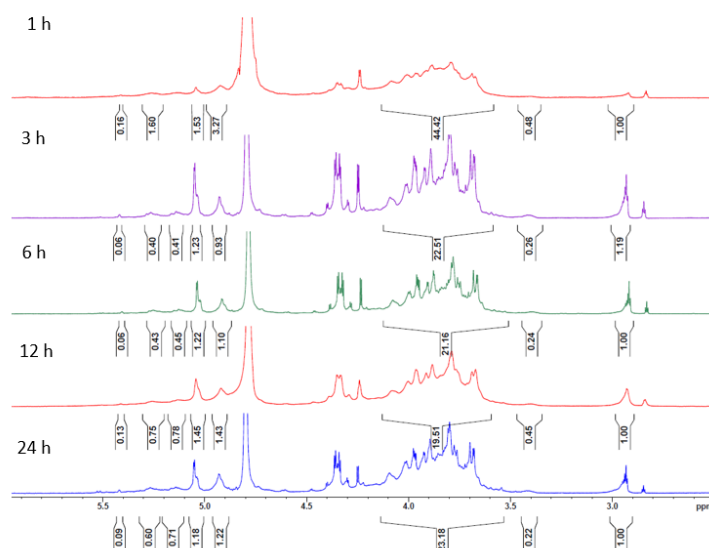 1 h
0.16 1.60 1.53 3.27 44.42 0.48 1.00
3 h
0.06 0.40 0.41 1.23 0.93 22.51 0.26 1.19
6 h
0.06 0.43 0.45 1.22 1.10 21.16 0.24 1.00
12 h
0.13 0.75 0.78 1.45 1.43 19.51 0.45 1.00
24 h
5.5 5.0 4.5 4.0 3.5 3.0 ppm
0.09 0.60 0.71 1.18 1.22 23.18 0.22 1.00